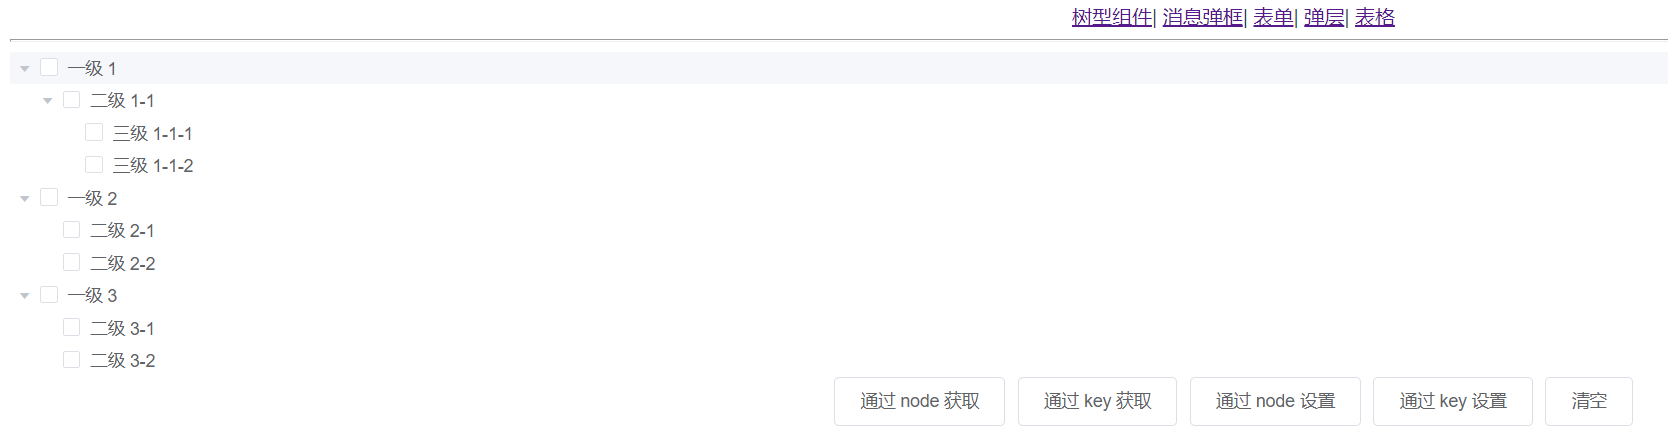 树型组件| 消息弹框| 表单| 弹层| 表格
一级 1
二级 1-1
三级 1-1-1
三级 1-1-2
一级 2
二级 2-1
二级 2-2
一级 3
二级 3-1
二级 3-2
通过 node 获取 通过 key 获取 通过 node 设置 通过 key 设置 清空